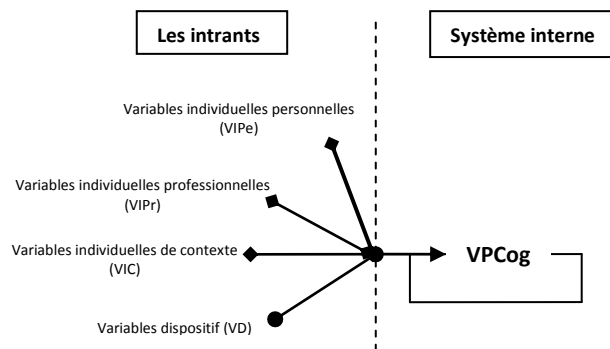 Les intrants
Système interne
Variables individuelles personnelles
(VIPe)
Variables individuelles professionnelles
(VIPr)
Variables individuelles de contexte
(VIC)
VPCog
Variables dispositif (VD)